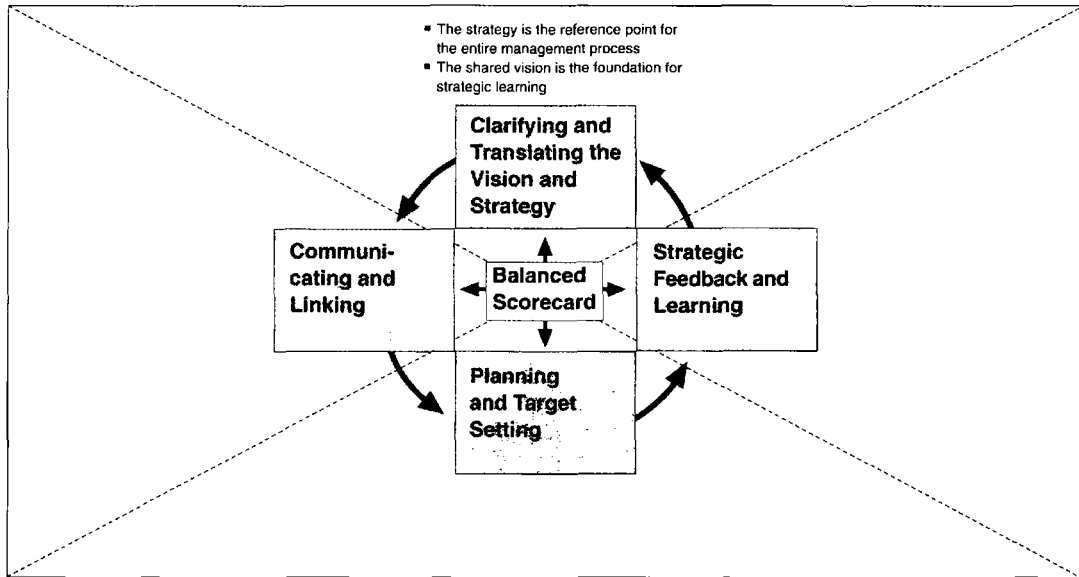 ▪ The strategy is the reference point for
the entire management process
▪ The shared vision is the foundation for
strategic learning
Clarifying and
Translating the
Vision and
Strategy
Communi-
cating and
Linking
Balanced
Scorecard
Strategic
Feedback and
Learning
Planning
and Target
Setting